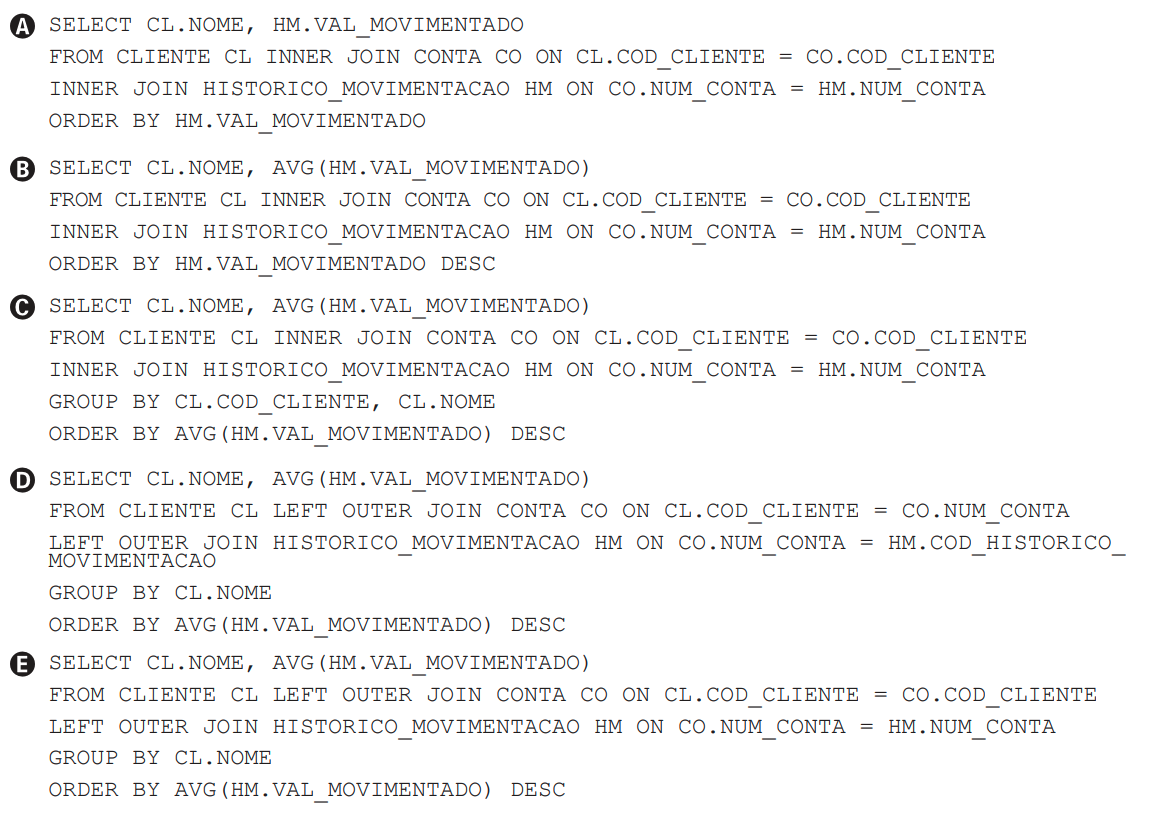 A SELECT CL.NOME, HM.VAL_MOVIMENTADO
FROM CLIENTE CL INNER JOIN CONTA CO ON CL.COD_CLIENTE = CO.COD_CLIENTE
INNER JOIN HISTORICO_MOVIMENTACAO HM ON CO.NUM_CONTA = HM.NUM_CONTA
ORDER BY HM.VAL_MOVIMENTADO
B SELECT CL.NOME, AVG(HM.VAL_MOVIMENTADO)
FROM CLIENTE CL INNER JOIN CONTA CO ON CL.COD_CLIENTE = CO.COD_CLIENTE
INNER JOIN HISTORICO_MOVIMENTACAO HM ON CO.NUM_CONTA = HM.NUM_CONTA
ORDER BY HM.VAL_MOVIMENTADO DESC
C SELECT CL.NOME, AVG(HM.VAL_MOVIMENTADO)
FROM CLIENTE CL INNER JOIN CONTA CO ON CL.COD_CLIENTE = CO.COD_CLIENTE
INNER JOIN HISTORICO_MOVIMENTACAO HM ON CO.NUM_CONTA = HM.NUM_CONTA
GROUP BY CL.COD_CLIENTE, CL.NOME
ORDER BY AVG(HM.VAL_MOVIMENTADO) DESC
D SELECT CL.NOME, AVG(HM.VAL_MOVIMENTADO)
FROM CLIENTE CL LEFT OUTER JOIN CONTA CO ON CL.COD_CLIENTE = CO.NUM_CONTA
LEFT OUTER JOIN HISTORICO_MOVIMENTACAO HM ON CO.NUM_CONTA = HM.COD_HISTORICO_
MOVIMENTACAO
GROUP BY CL.NOME
ORDER BY AVG(HM.VAL_MOVIMENTADO) DESC
E SELECT CL.NOME, AVG(HM.VAL_MOVIMENTADO)
FROM CLIENTE CL LEFT OUTER JOIN CONTA CO ON CL.COD_CLIENTE = CO.COD_CLIENTE
LEFT OUTER JOIN HISTORICO_MOVIMENTACAO HM ON CO.NUM_CONTA = HM.NUM_CONTA
GROUP BY CL.NOME
ORDER BY AVG(HM.VAL_MOVIMENTADO) DESC